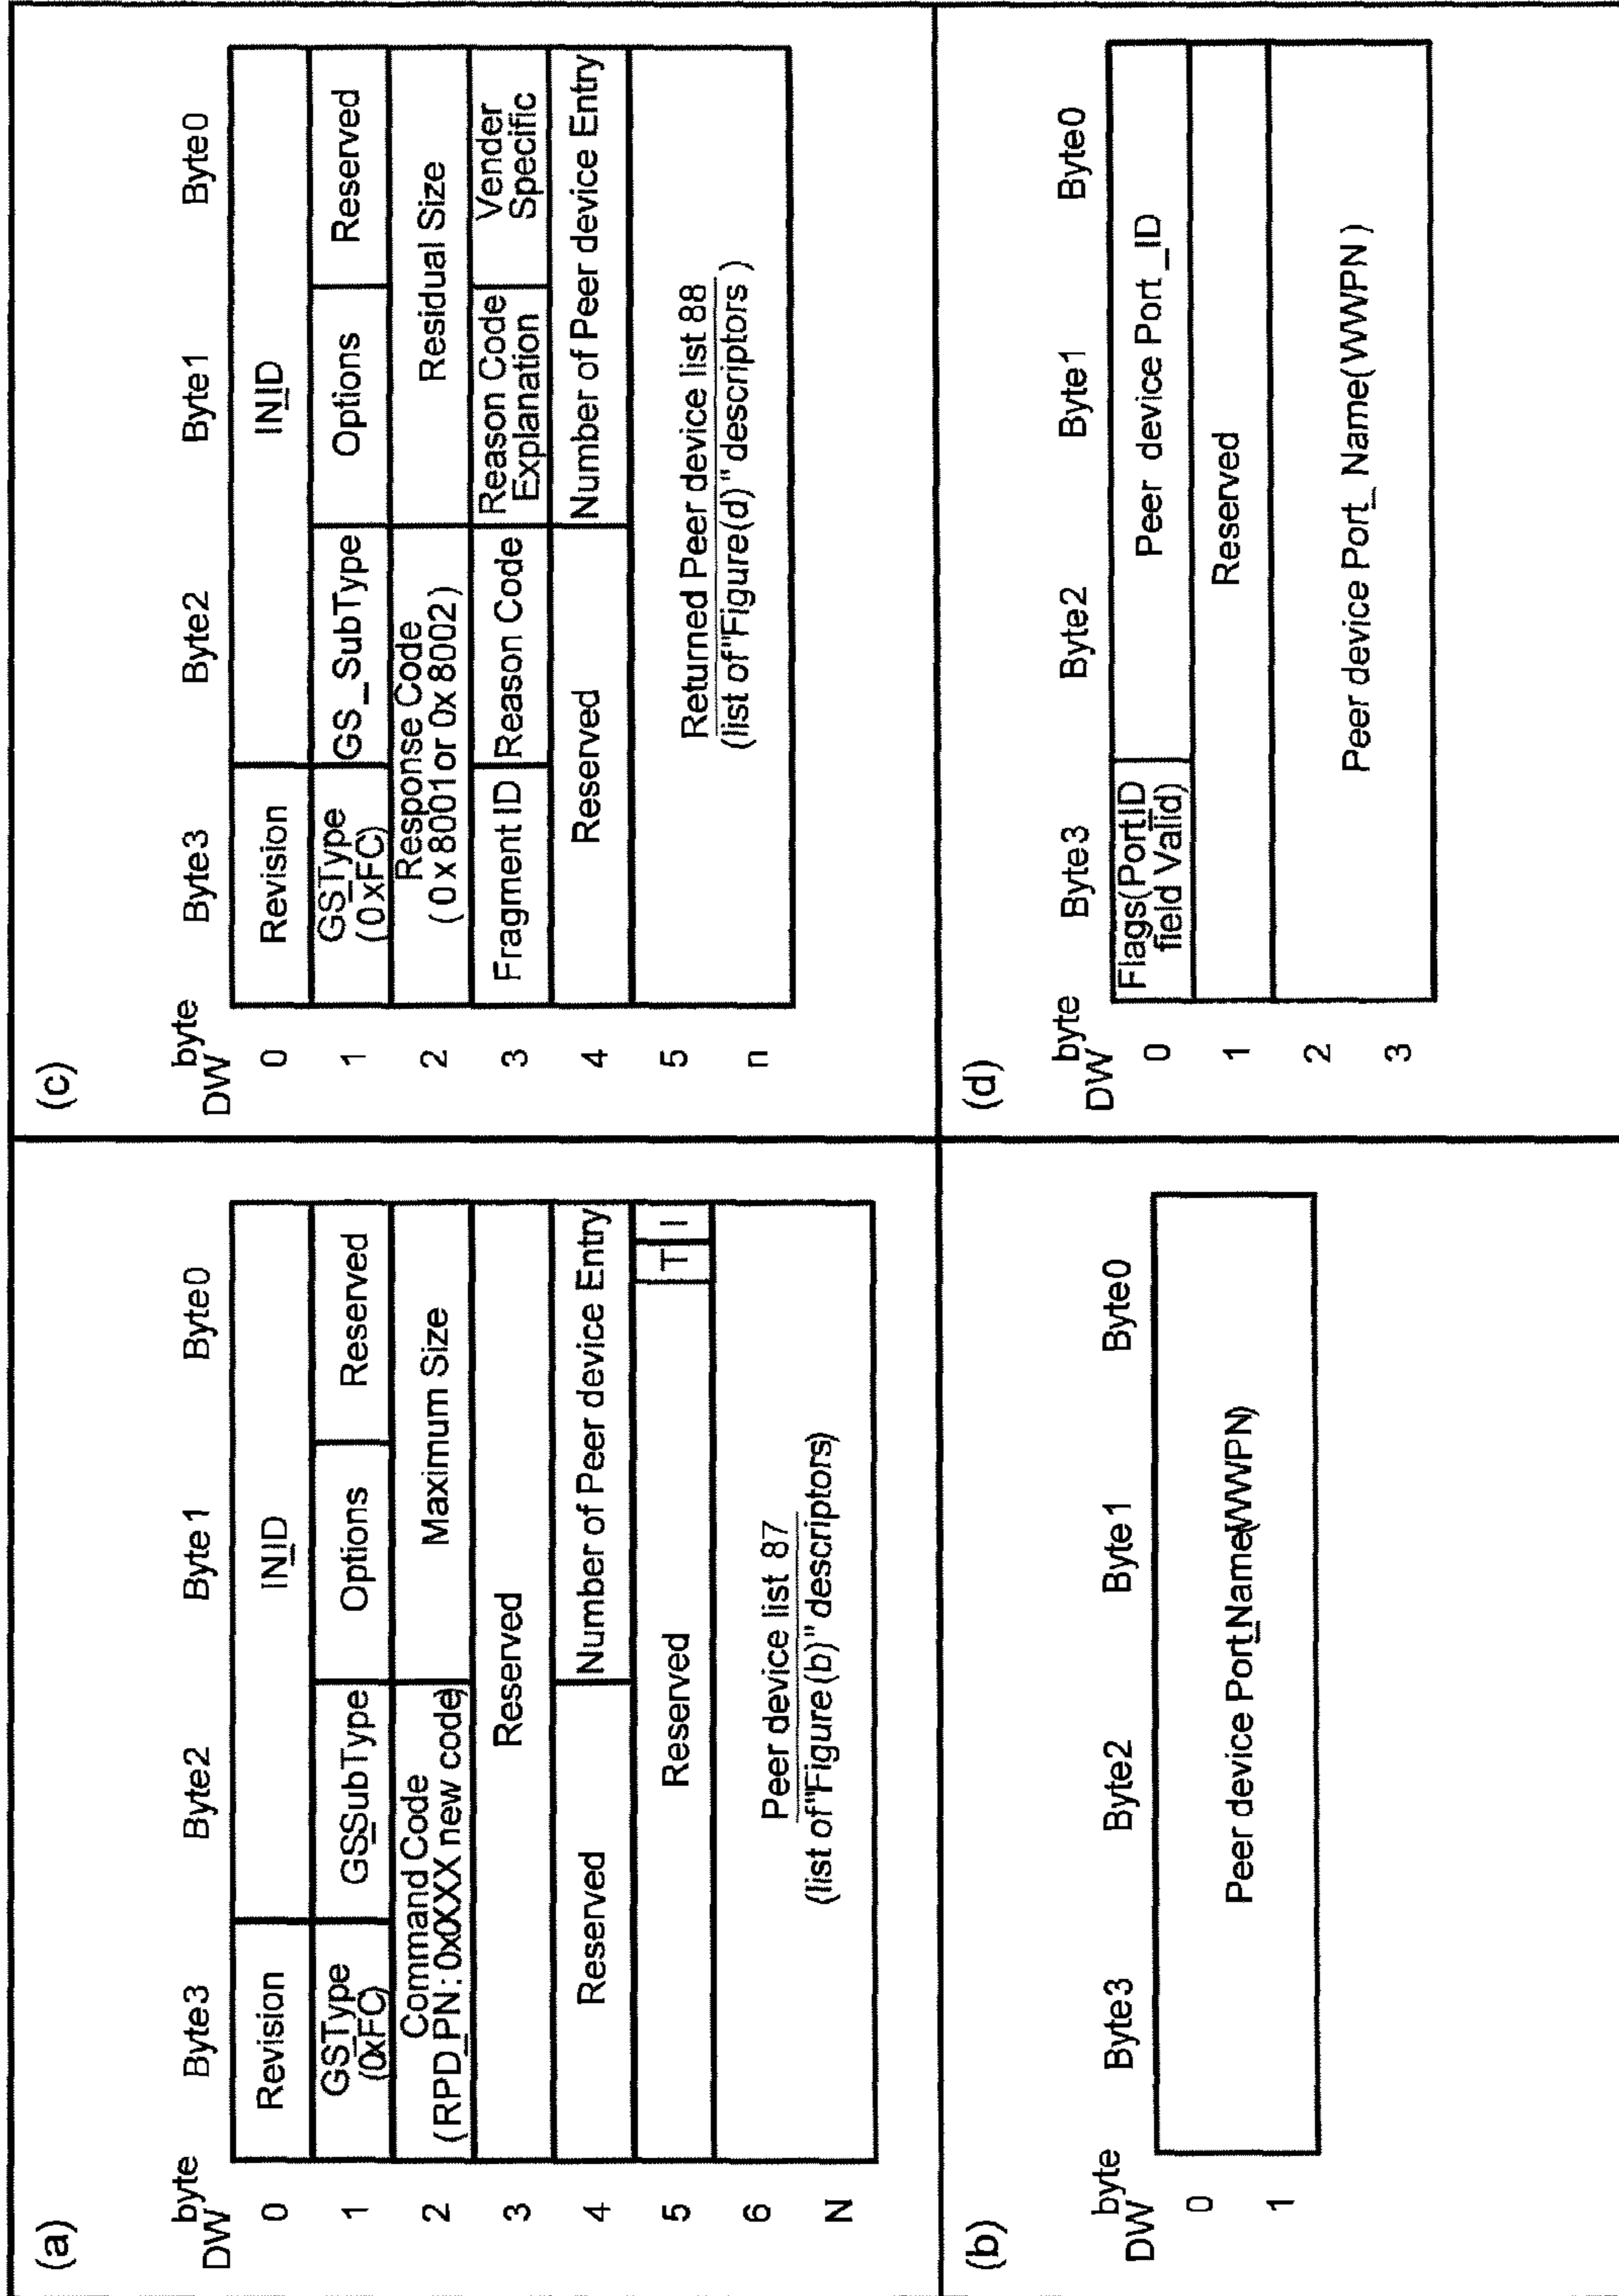 (a)
byte
DW
Byte3 Byte2 Byte1 Byte0
0 Revision IN_ID
1 GS_Type (0xFC) GS_SubType Options Reserved
2 Command Code (RPD_PN: 0x0XXX new code) Maximum Size
3 Reserved
4 Reserved Number of Peer device Entry
5 Reserved T I
6
N
Peer device list 87
(list of "Figure (b)" descriptors)
(b)
byte
DW
Byte3 Byte2 Byte1 Byte0
0
1
Peer device Port_Name(WWPN)
(c)
byte
DW
Byte3 Byte2 Byte1 Byte0
0 Revision IN_ID
1 GS_Type (0xFC) GS_SubType Options Reserved
2 Response Code (0x8001 or 0x8002) Residual Size
3 Fragment ID Reason Code Reason Code Explanation Vender Specific
4 Reserved Number of Peer device Entry
5
n
Returned Peer device list 88
(list of "Figure (d)" descriptors)
(d)
byte
DW
Byte3 Byte2 Byte1 Byte0
0 Flags(Port_ID field Valid) Peer device Port_ID
1 Reserved
2
3
Peer device Port_Name(WWPN)